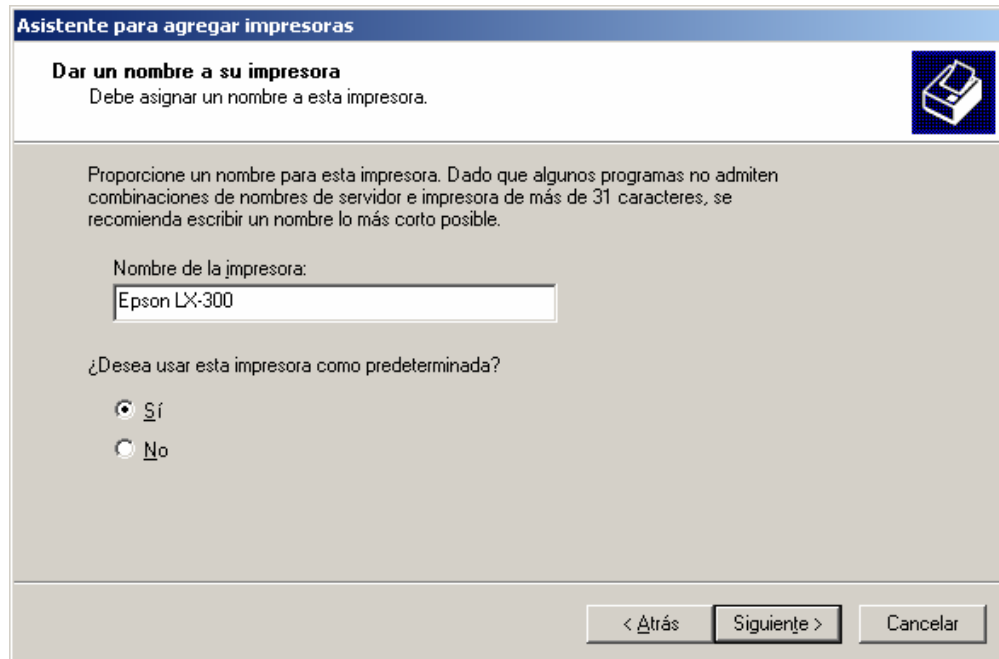 Asistente para agregar impresoras
Dar un nombre a su impresora
Debe asignar un nombre a esta impresora.
Proporcione un nombre para esta impresora. Dado que algunos programas no admiten
combinaciones de nombres de servidor e impresora de más de 31 caracteres, se
recomienda escribir un nombre lo más corto posible.
Nombre de la impresora:
Epson LX-300
¿Desea usar esta impresora como predeterminada?
Sí
No
< Atrás Siguiente > Cancelar